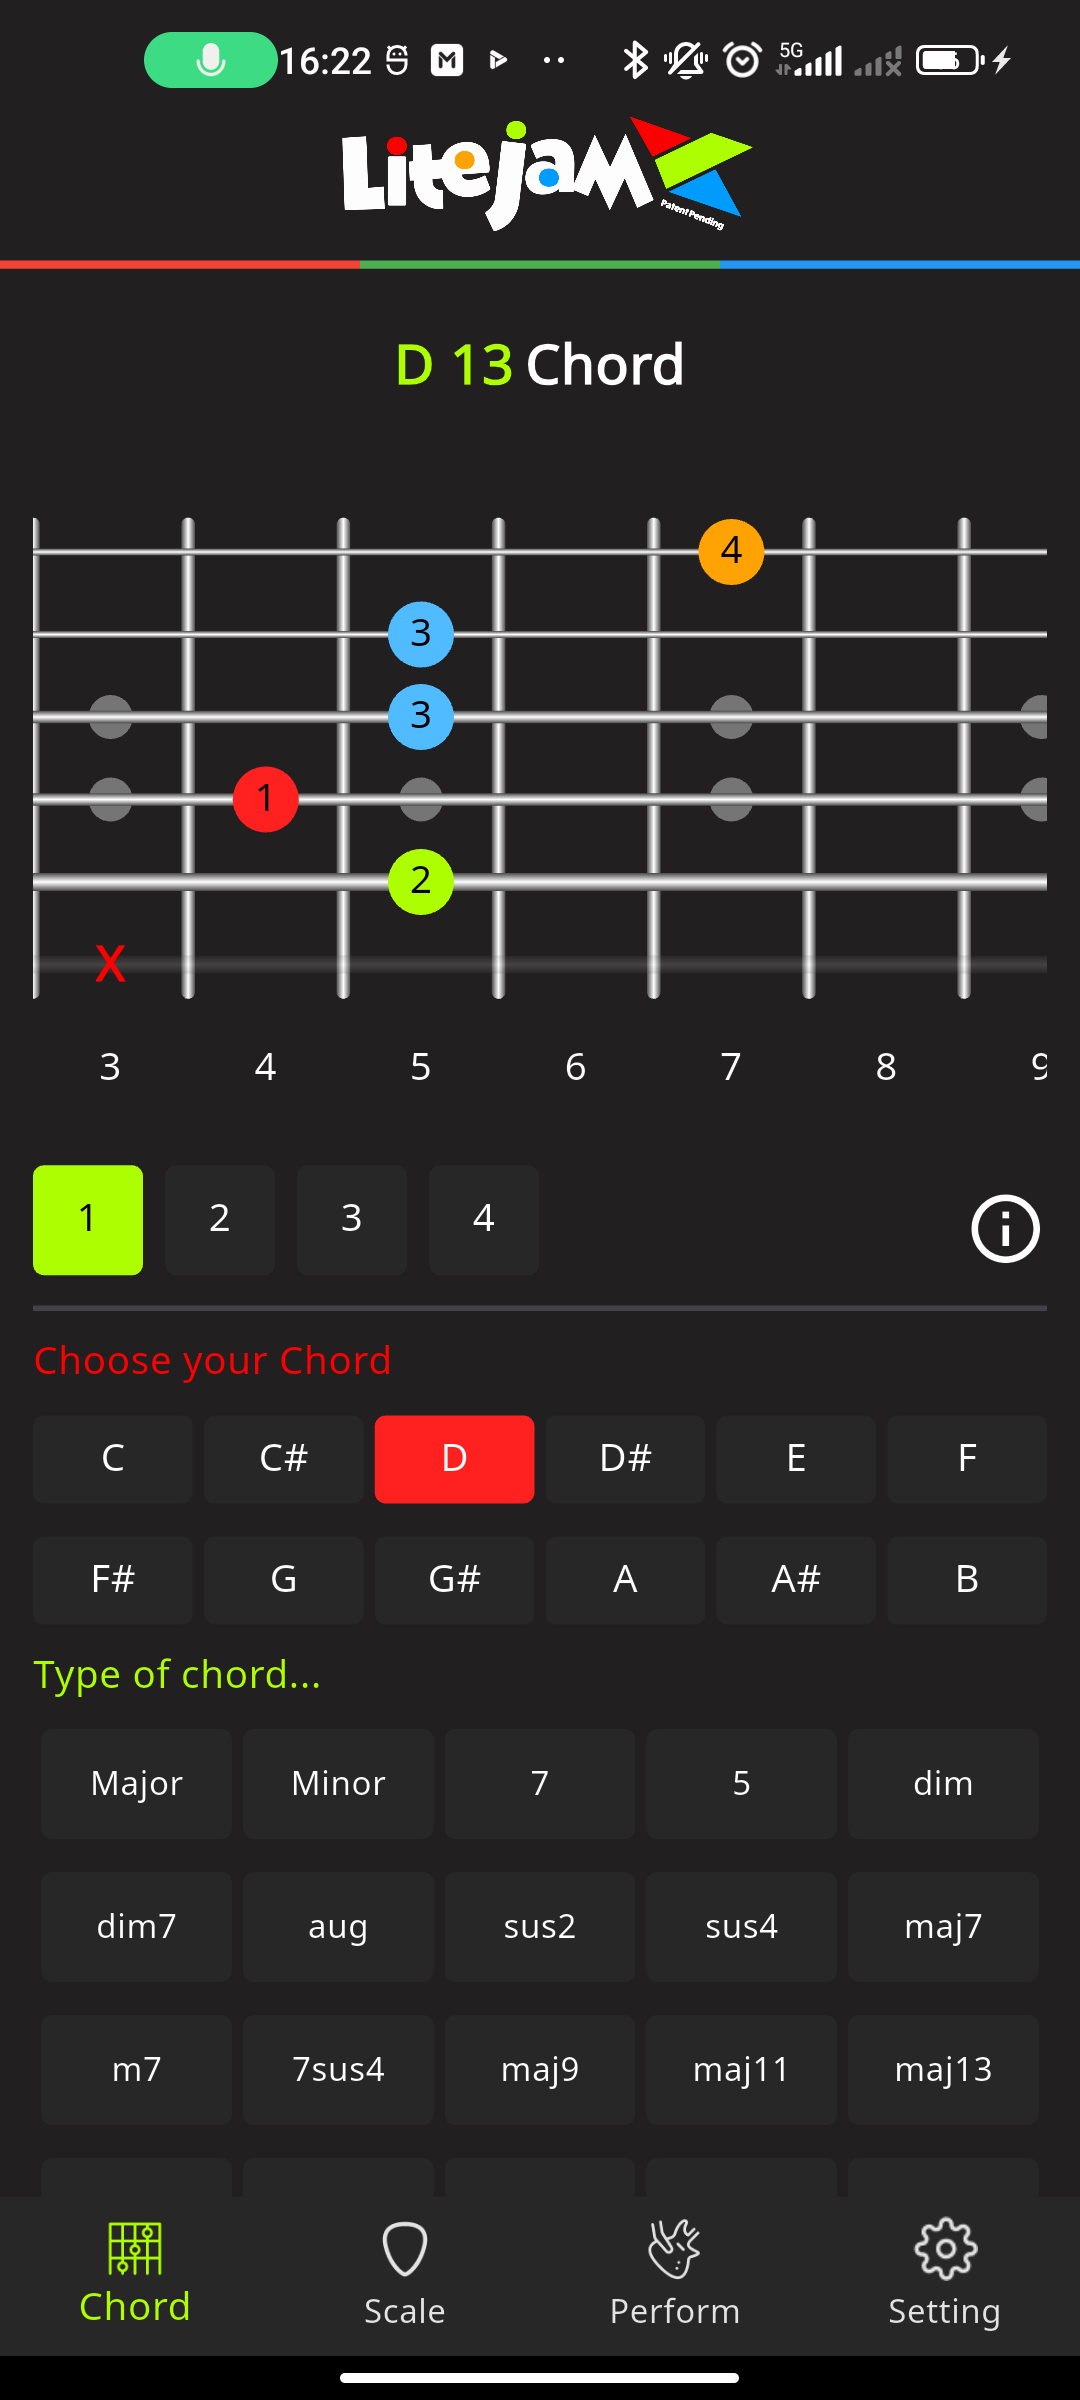 16:22 5G
LiteJam
Patent Pending
D 13 Chord
4
3
3
1
2
X
3 4 5 6 7 8 9
1 2 3 4
Choose your Chord
C C# D D# E F
F# G G# A A# B
Type of chord...
Major Minor 7 5 dim
dim7 aug sus2 sus4 maj7
m7 7sus4 maj9 maj11 maj13
Chord Scale Perform Setting